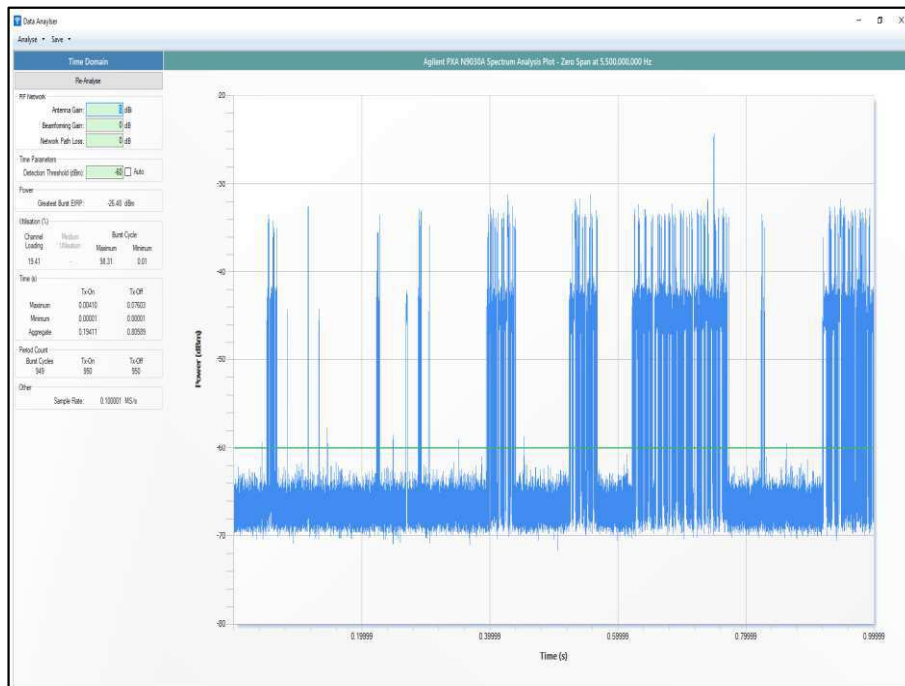 Data Anaylser
Analyse Save
Time Domain
Agilent PXA N9030A Spectrum Analysis Plot - Zero Span at 5,500,000,000 Hz
Re-Analyse
RF Network
Antenna Gain: dBi
Beamforming Gain: 0 dB
Network Path Loss: 0 dB
Time Parameters
Detection Threshold (dBm): -60 Auto
Power
Greatest Burst EIRP: -26.40 dBm
Utilisation (%)
Channel Loading Medium Utilisation Burst Cycle
Maximum Minimum
19.41 - 98.31 0.01
Time (s)
Tx-On Tx-Off
Maximum 0.00410 0.07603
Minimum 0.00001 0.00001
Aggregate 0.19411 0.80589
Period Count
Burst Cycles Tx-On Tx-Off
949 950 950
Other
Sample Rate: 0.100001 MS/s
Power (dBm)
-20
-30
-40
-50
-60
-70
-80
0.19999 0.39999 0.59999 0.79999 0.99999
Time (s)